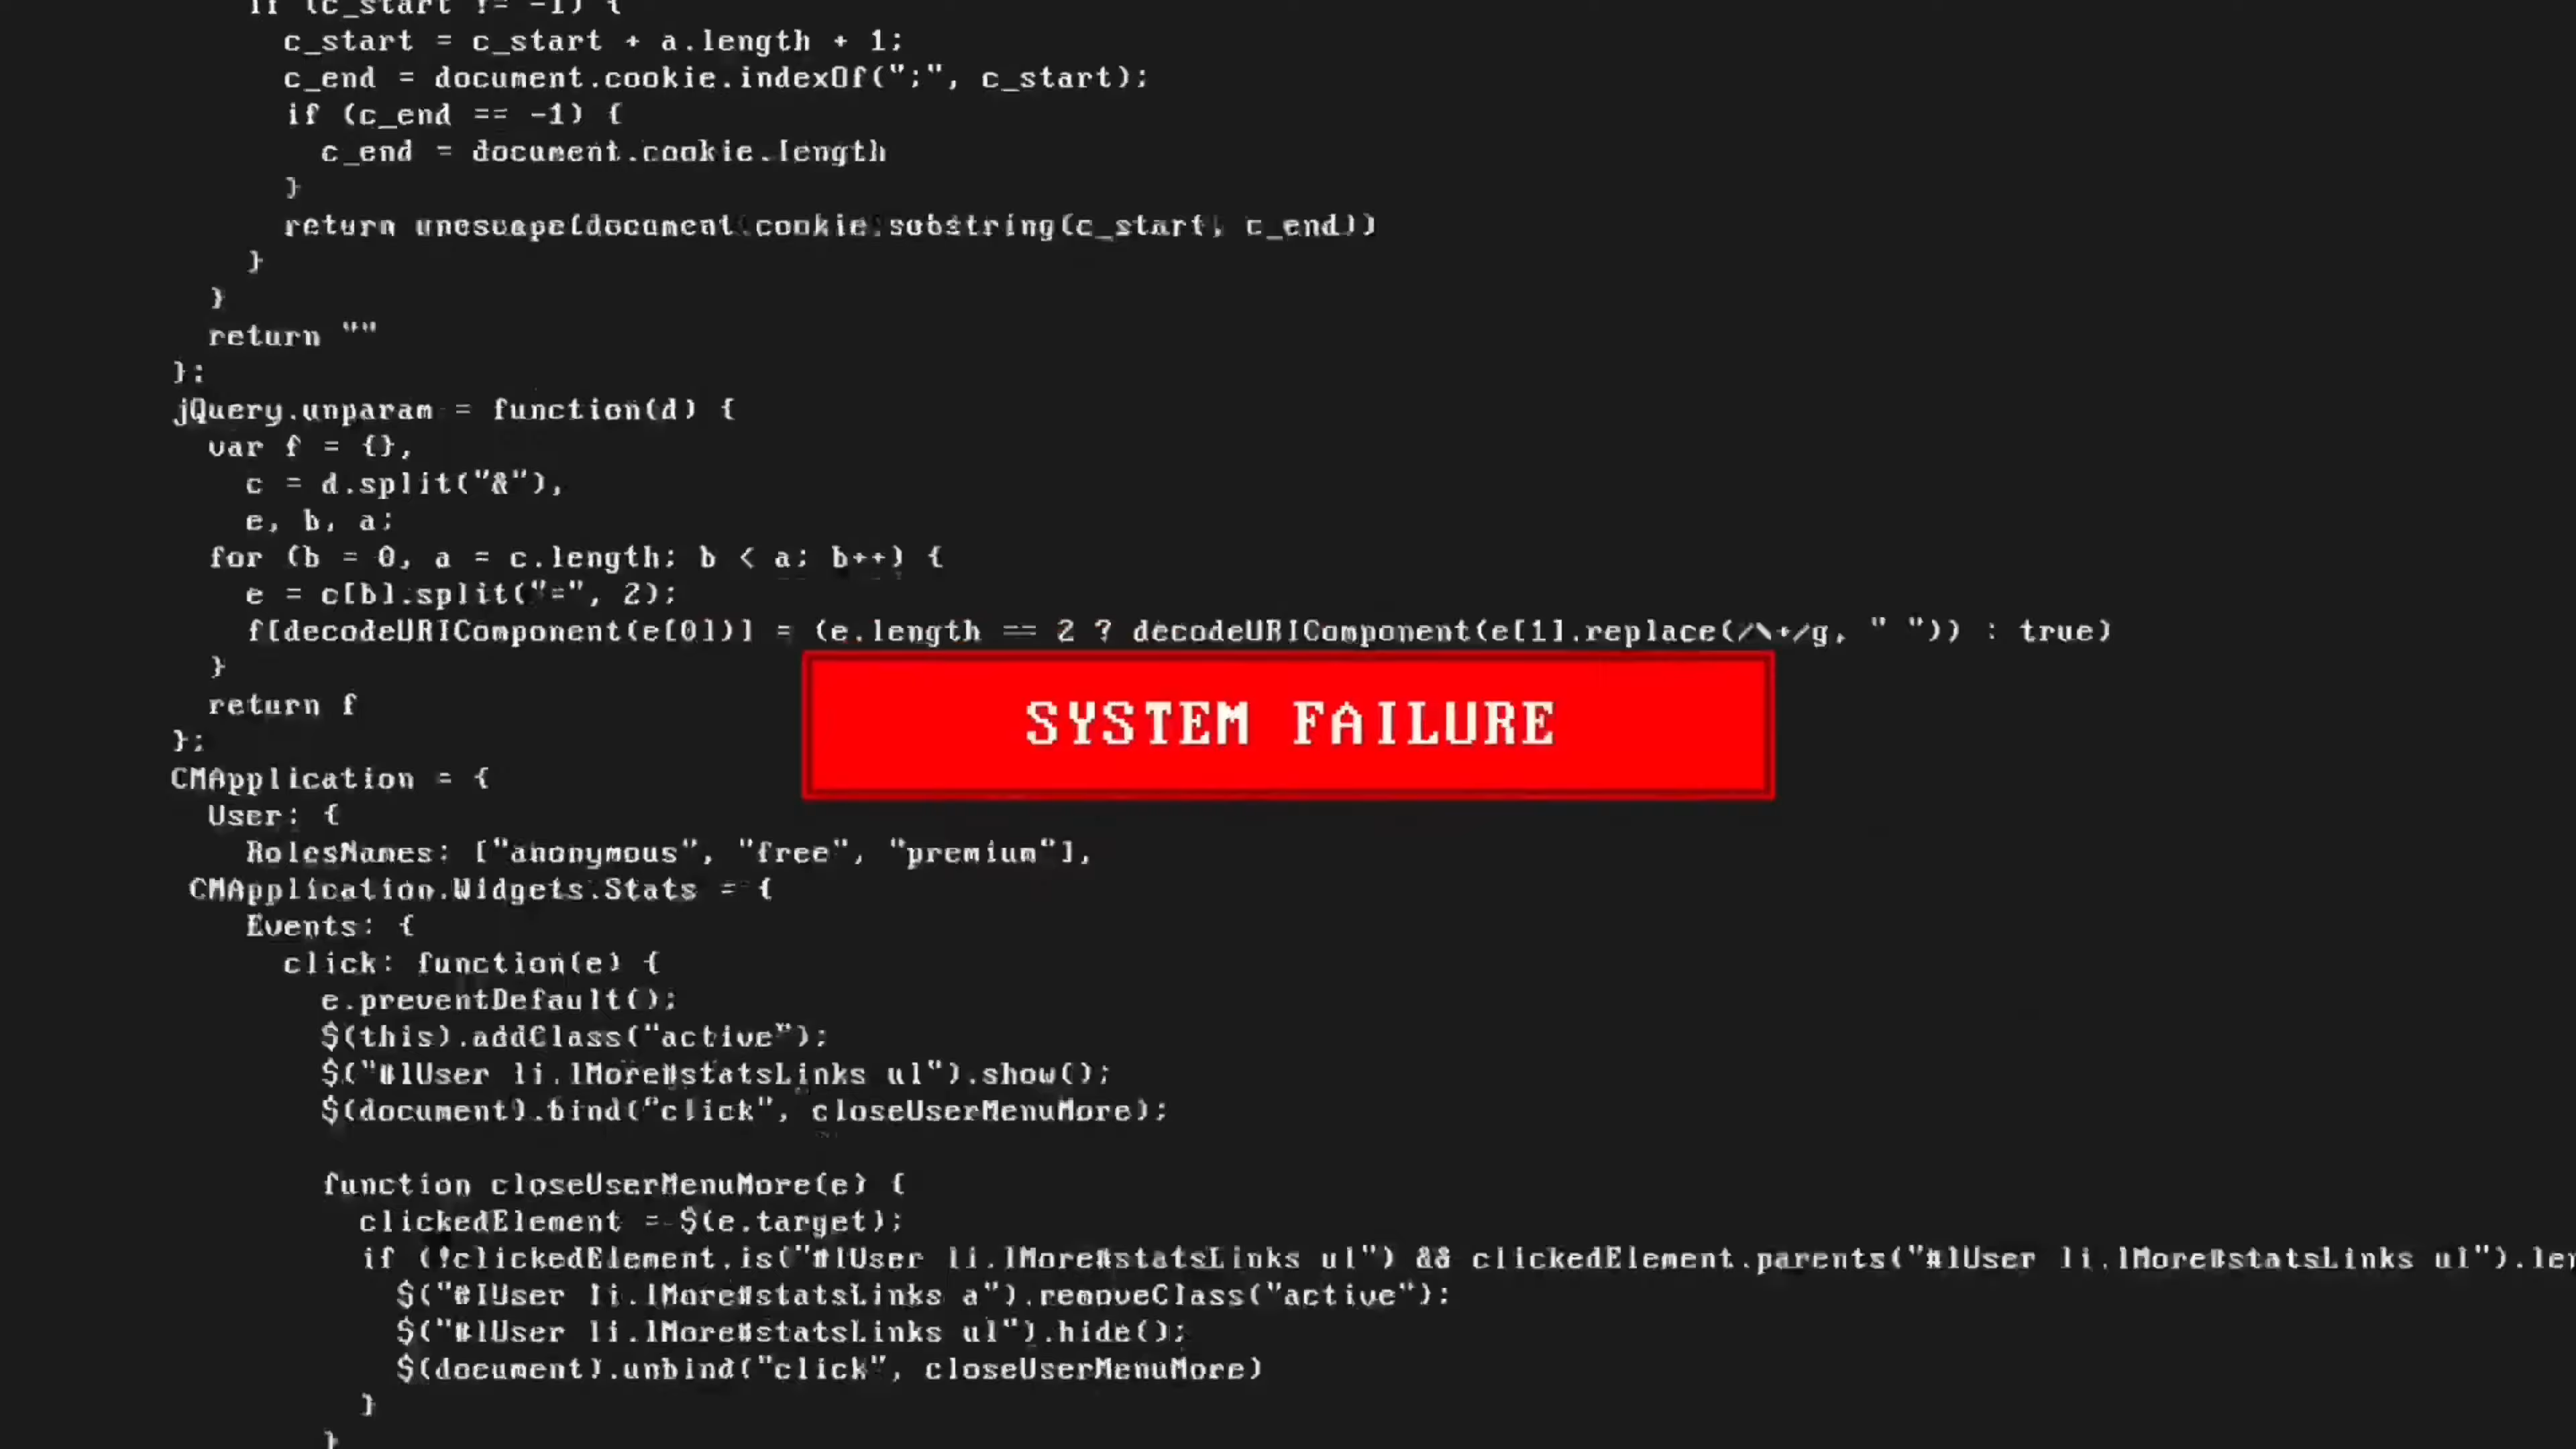 if (c_start != -1) {
c_start = c_start + a.length + 1;
c_end = document.cookie.indexOf(";", c_start);
if (c_end == -1) {
c_end = document.cookie.length
}
return unescape(document.cookie.substring(c_start, c_end))
}
}
return ""
};
jQuery.unparam = function(d) {
var f = {},
c = d.split("&"),
e, b, a;
for (b = 0, a = c.length; b < a; b++) {
e = c[b].split("=", 2);
f[decodeURIComponent(e[0])] = (e.length == 2 ? decodeURIComponent(e[1].replace(/\+/g, " ")) : true)
}
return f
SYSTEM FAILURE
};
CMApplication = {
User: {
RolesNames: ["anonymous", "free", "premium"],
CMApplication.Widgets.Stats = {
Events: {
click: function(e) {
e.preventDefault();
$(this).addClass("active");
$("#lUser li.lMore#statsLinks ul").show();
$(document).bind("click", closeUserMenuMore);
function closeUserMenuMore(e) {
clickedElement = $(e.target);
if (!clickedElement.is("#lUser li.lMore#statsLinks ul") && clickedElement.parents("#lUser li.lMore#statsLinks ul").len
$("#lUser li.lMore#statsLinks a").removeClass("active");
$("#lUser li.lMore#statsLinks ul").hide();
$(document).unbind("click", closeUserMenuMore)
}
}